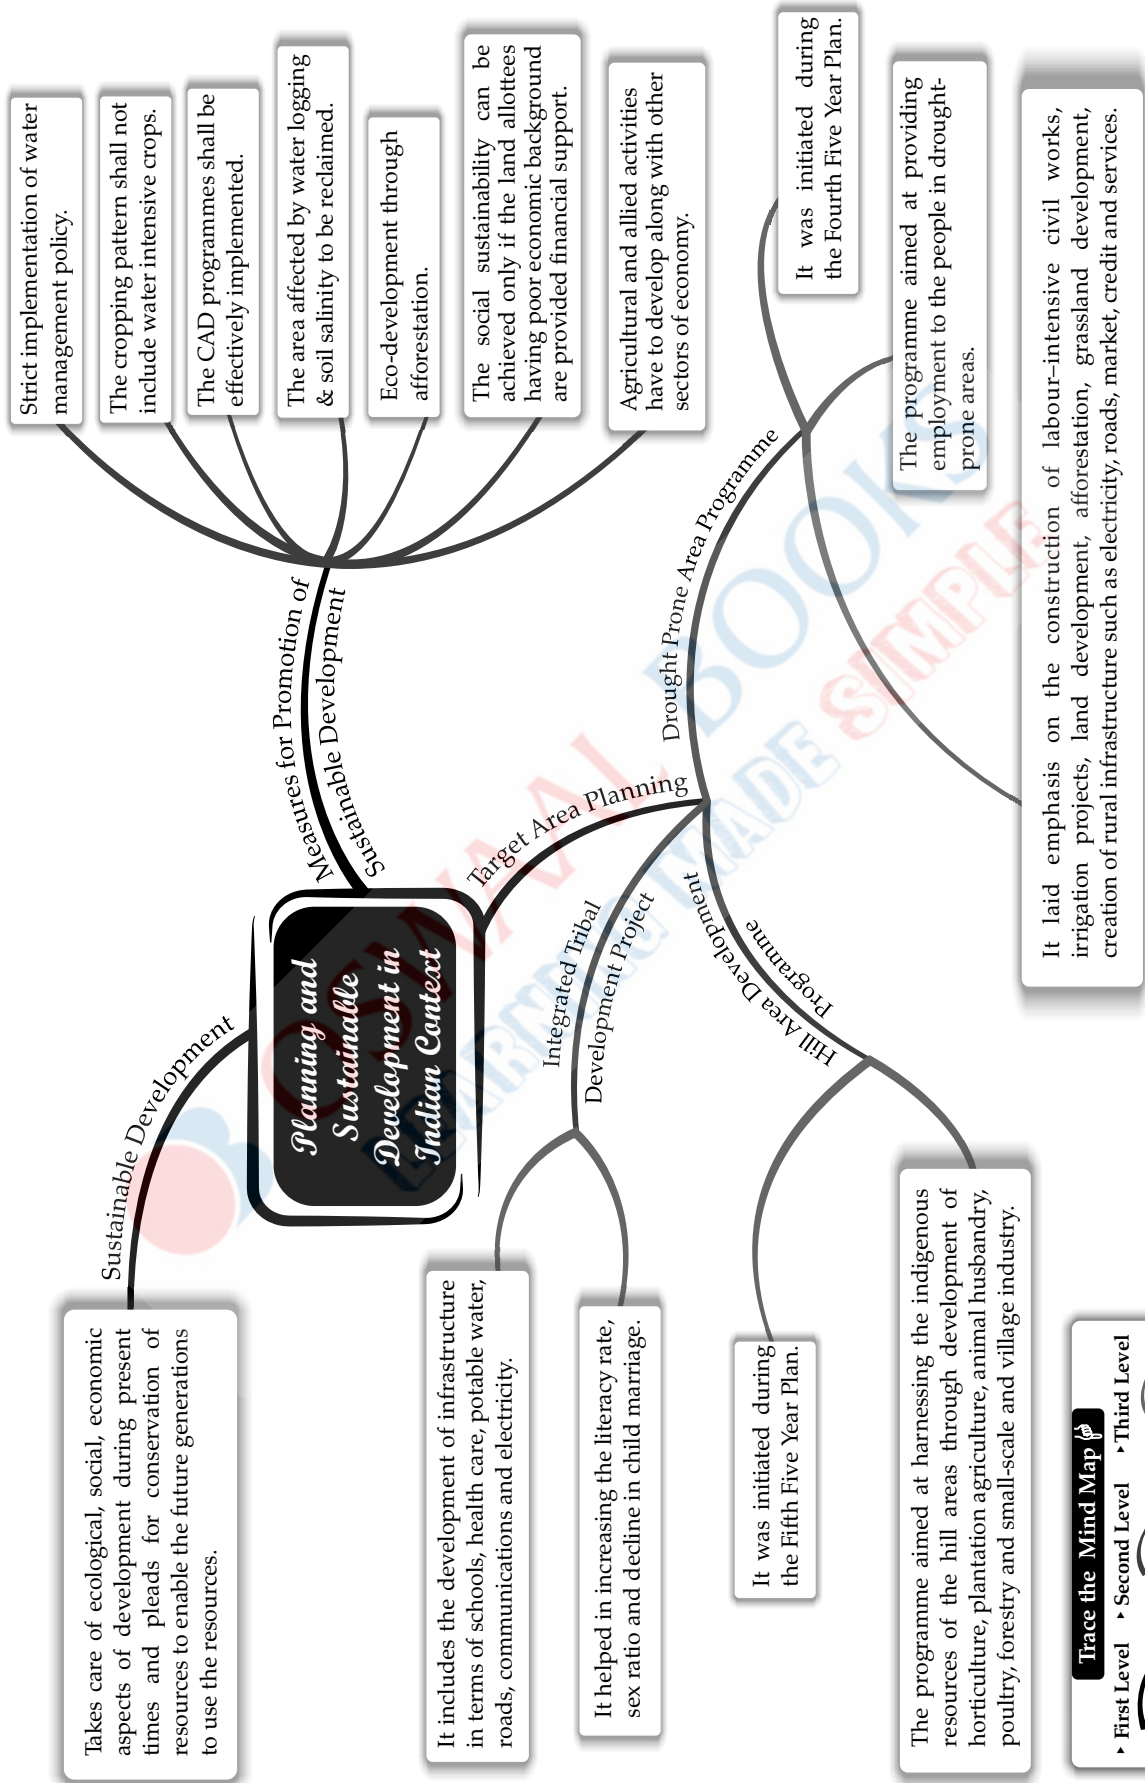 Planning and
Sustainable
Development in
Indian Context
Sustainable Development
Takes care of ecological, social, economic
aspects of development during present
times and pleads for conservation of
resources to enable the future generations
to use the resources.
Measures for Promotion of
Sustainable Development
Strict implementation of water
management policy.
The cropping pattern shall not
include water intensive crops.
The CAD programmes shall be
effectively implemented.
The area affected by water logging
& soil salinity to be reclaimed.
Eco-development through
afforestation.
The social sustainability can be
achieved only if the land allottees
having poor economic background
are provided financial support.
Agricultural and allied activities
have to develop along with other
sectors of economy.
Target Area Planning
Integrated Tribal
Development Project
It includes the development of infrastructure
in terms of schools, health care, potable water,
roads, communications and electricity.
It helped in increasing the literacy rate,
sex ratio and decline in child marriage.
Hill Area Development
Programme
It was initiated during
the Fifth Five Year Plan.
The programme aimed at harnessing the indigenous
resources of the hill areas through development of
horticulture, plantation agriculture, animal husbandry,
poultry, forestry and small-scale and village industry.
Drought Prone Area Programme
It was initiated during
the Fourth Five Year Plan.
The programme aimed at providing
employment to the people in drought-
prone areas.
It laid emphasis on the construction of labour–intensive civil works,
irrigation projects, land development, afforestation, grassland development,
creation of rural infrastructure such as electricity, roads, market, credit and services.
Trace the Mind Map
▸ First Level ▸ Second Level ▸ Third Level
OSWAAL BOOKS
LEARNING MADE SIMPLE